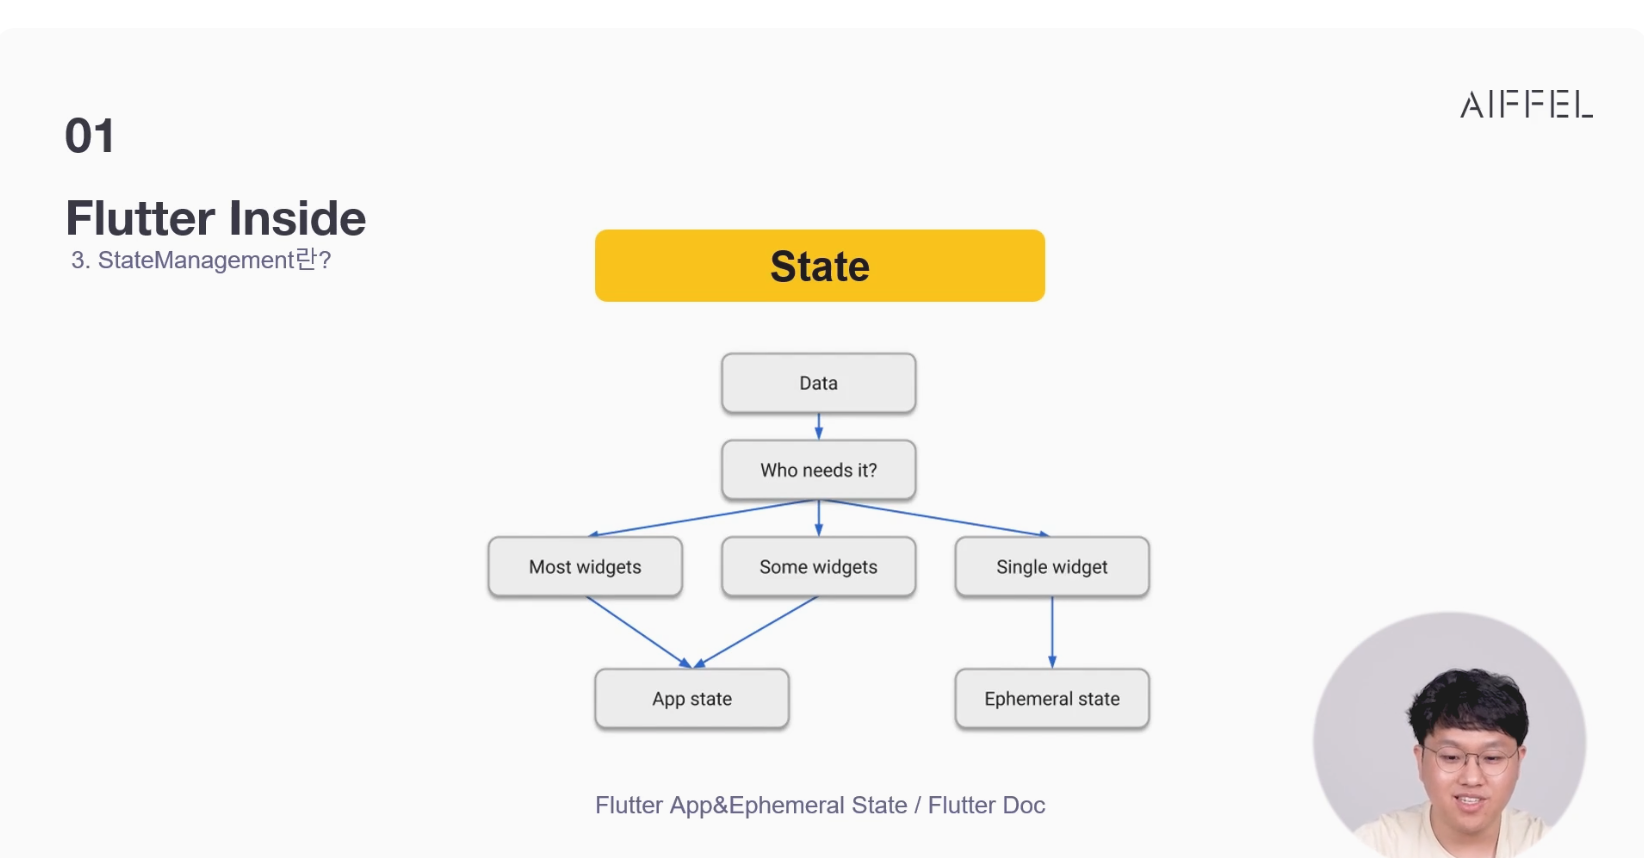 AIFFEL
01
Flutter Inside
3. StateManagement란?
State
Data
Who needs it?
Most widgets
Some widgets
Single widget
App state
Ephemeral state
Flutter App&Ephemeral State / Flutter Doc